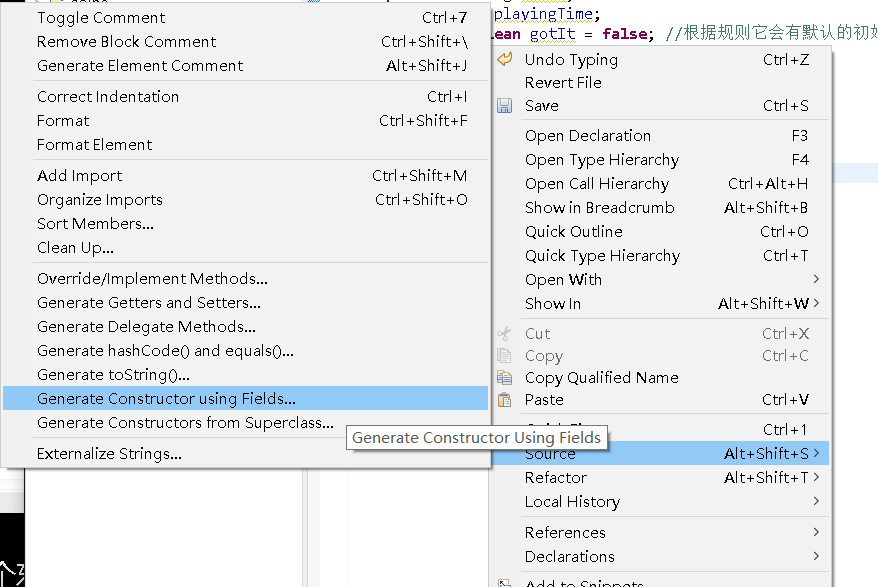 Toggle Comment Ctrl+7
Remove Block Comment Ctrl+Shift+\
Generate Element Comment Alt+Shift+J
Correct Indentation Ctrl+I
Format Ctrl+Shift+F
Format Element
Add Import Ctrl+Shift+M
Organize Imports Ctrl+Shift+O
Sort Members...
Clean Up...
Override/Implement Methods...
Generate Getters and Setters...
Generate Delegate Methods...
Generate hashCode() and equals()...
Generate toString()...
Generate Constructor using Fields...
Generate Constructors from Superclass...
Externalize Strings...
Generate Constructor Using Fields
playingTime;
lean gotIt = false; //根据规则它会有默认的初
Undo Typing Ctrl+Z
Revert File
Save Ctrl+S
Open Declaration F3
Open Type Hierarchy F4
Open Call Hierarchy Ctrl+Alt+H
Show in Breadcrumb Alt+Shift+B
Quick Outline Ctrl+O
Quick Type Hierarchy Ctrl+T
Open With
Show In Alt+Shift+W
Cut Ctrl+X
Copy Ctrl+C
Copy Qualified Name
Paste Ctrl+V
Ctrl+1
Source Alt+Shift+S
Refactor Alt+Shift+T
Local History
References
Declarations
Add to Snippets